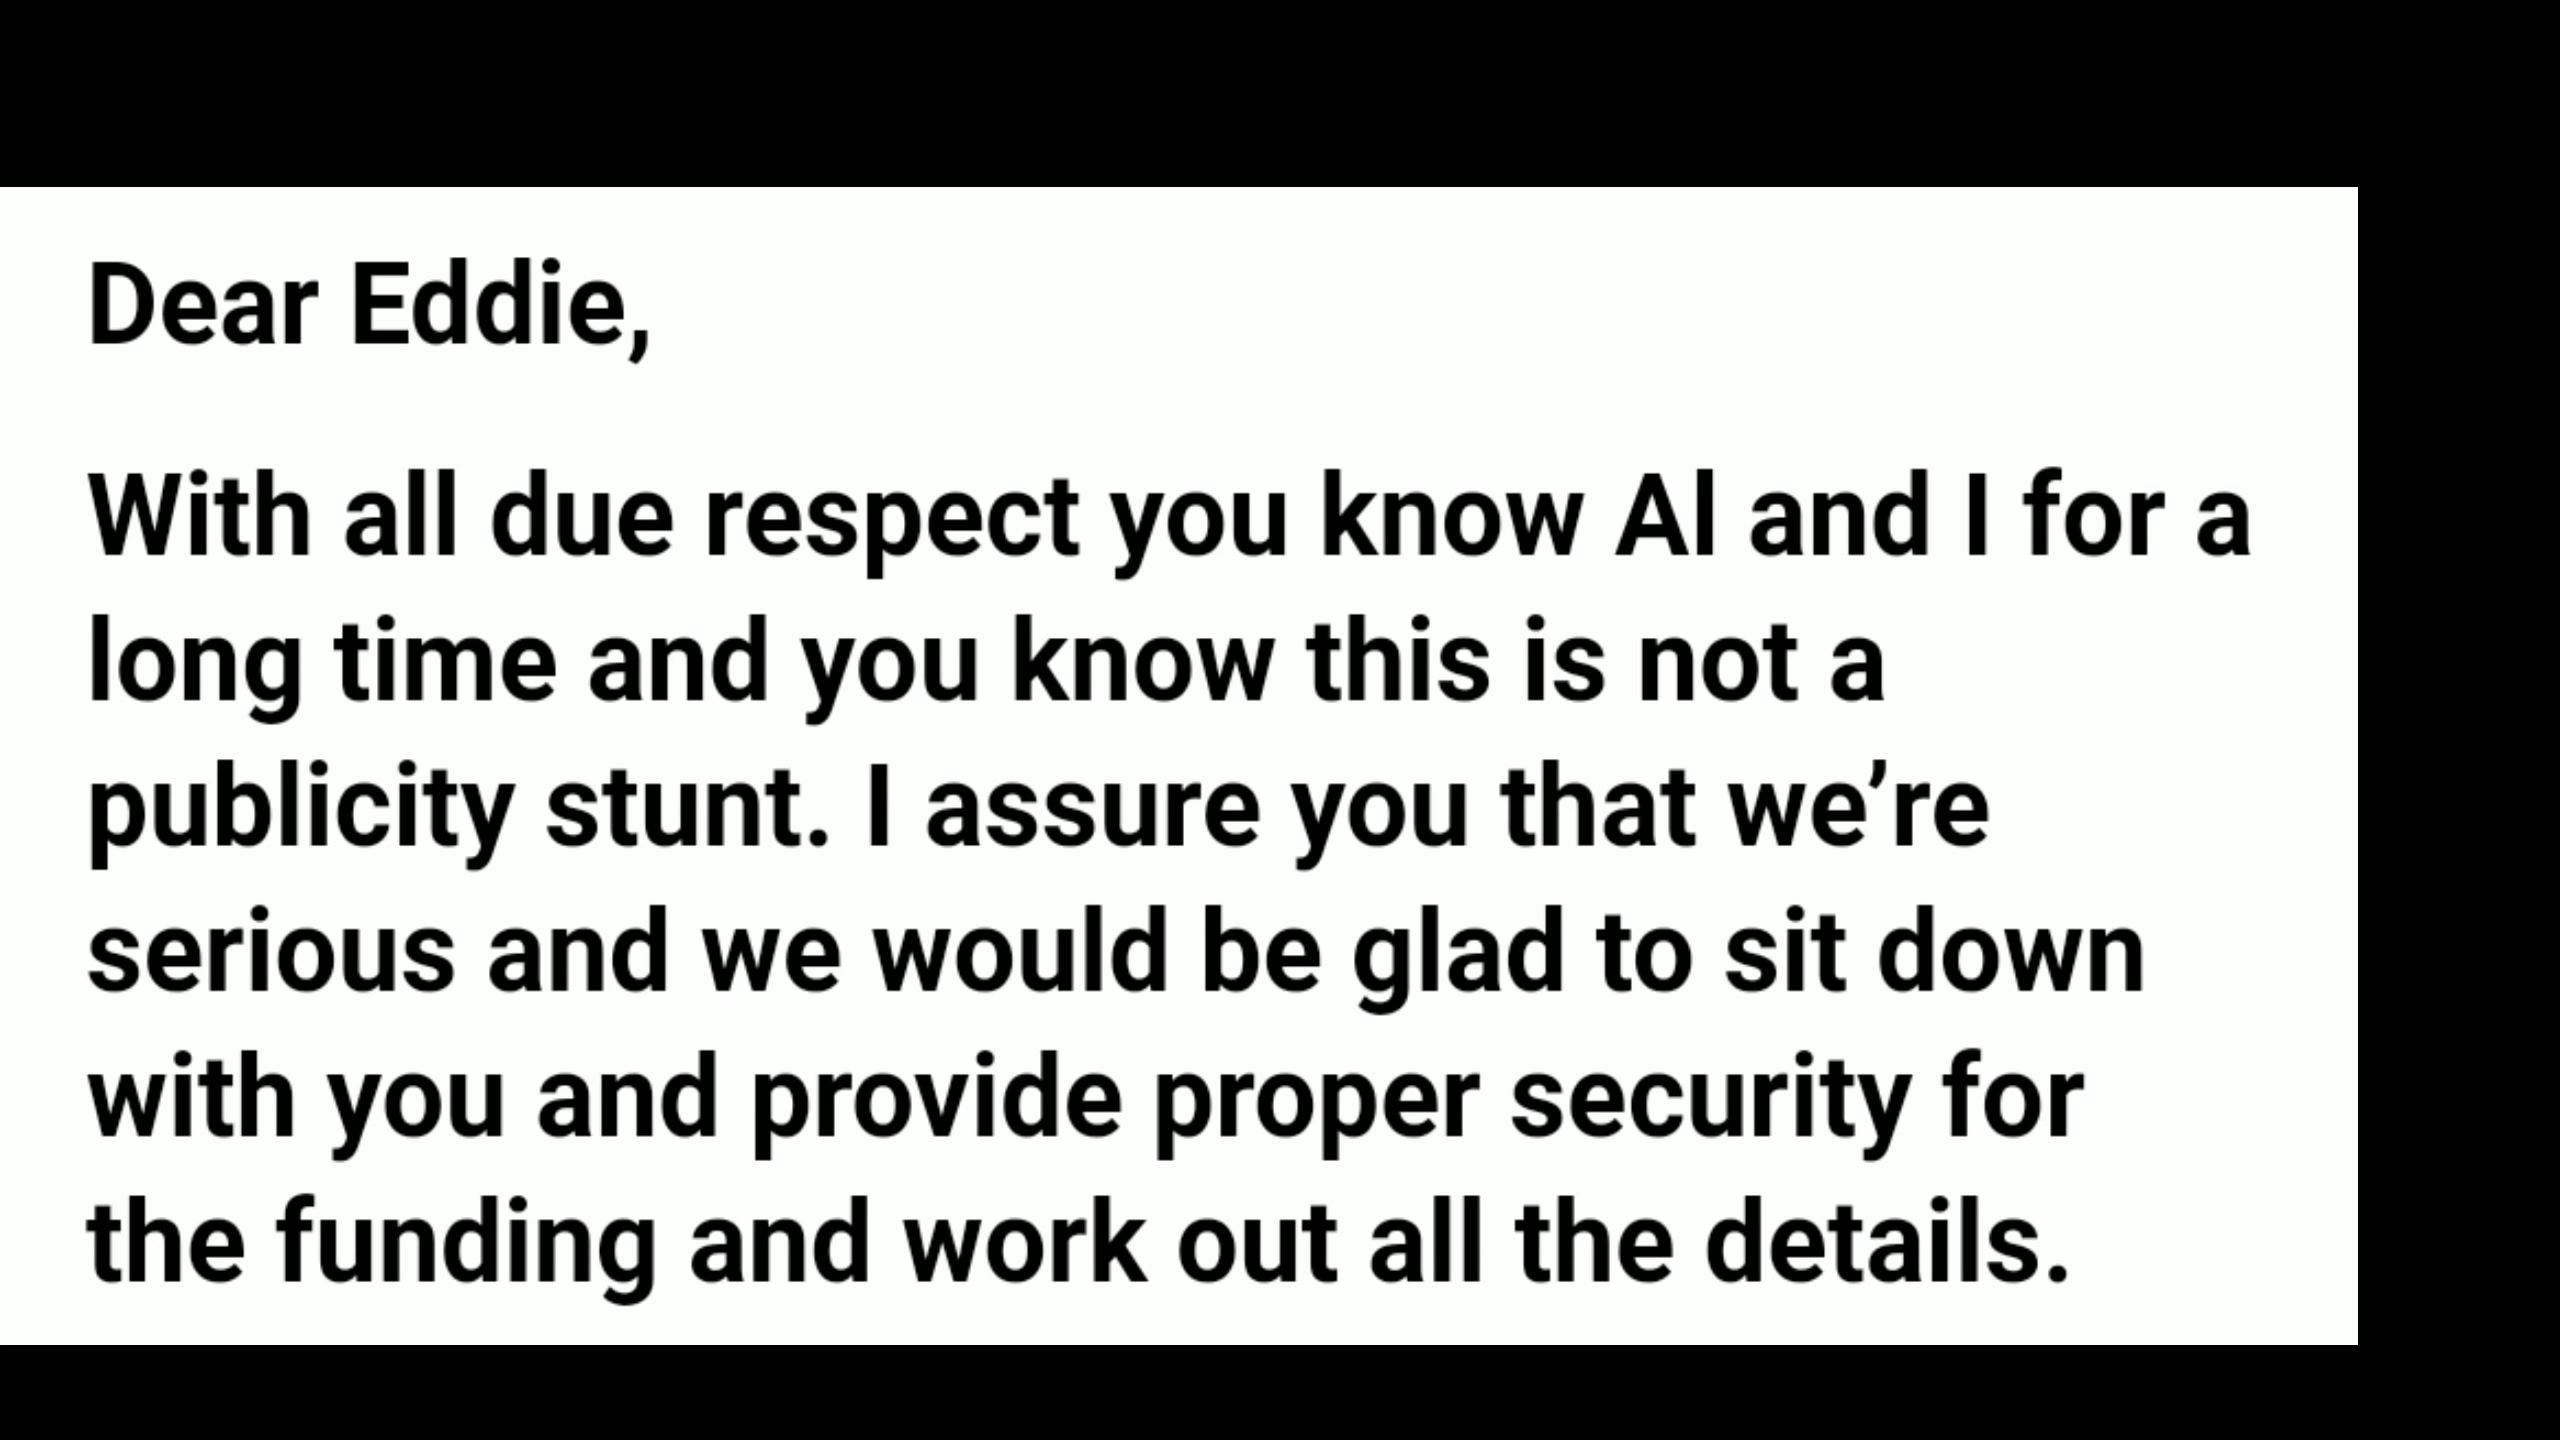 Dear Eddie,
With all due respect you know Al and I for a
long time and you know this is not a
publicity stunt. I assure you that we’re
serious and we would be glad to sit down
with you and provide proper security for
the funding and work out all the details.